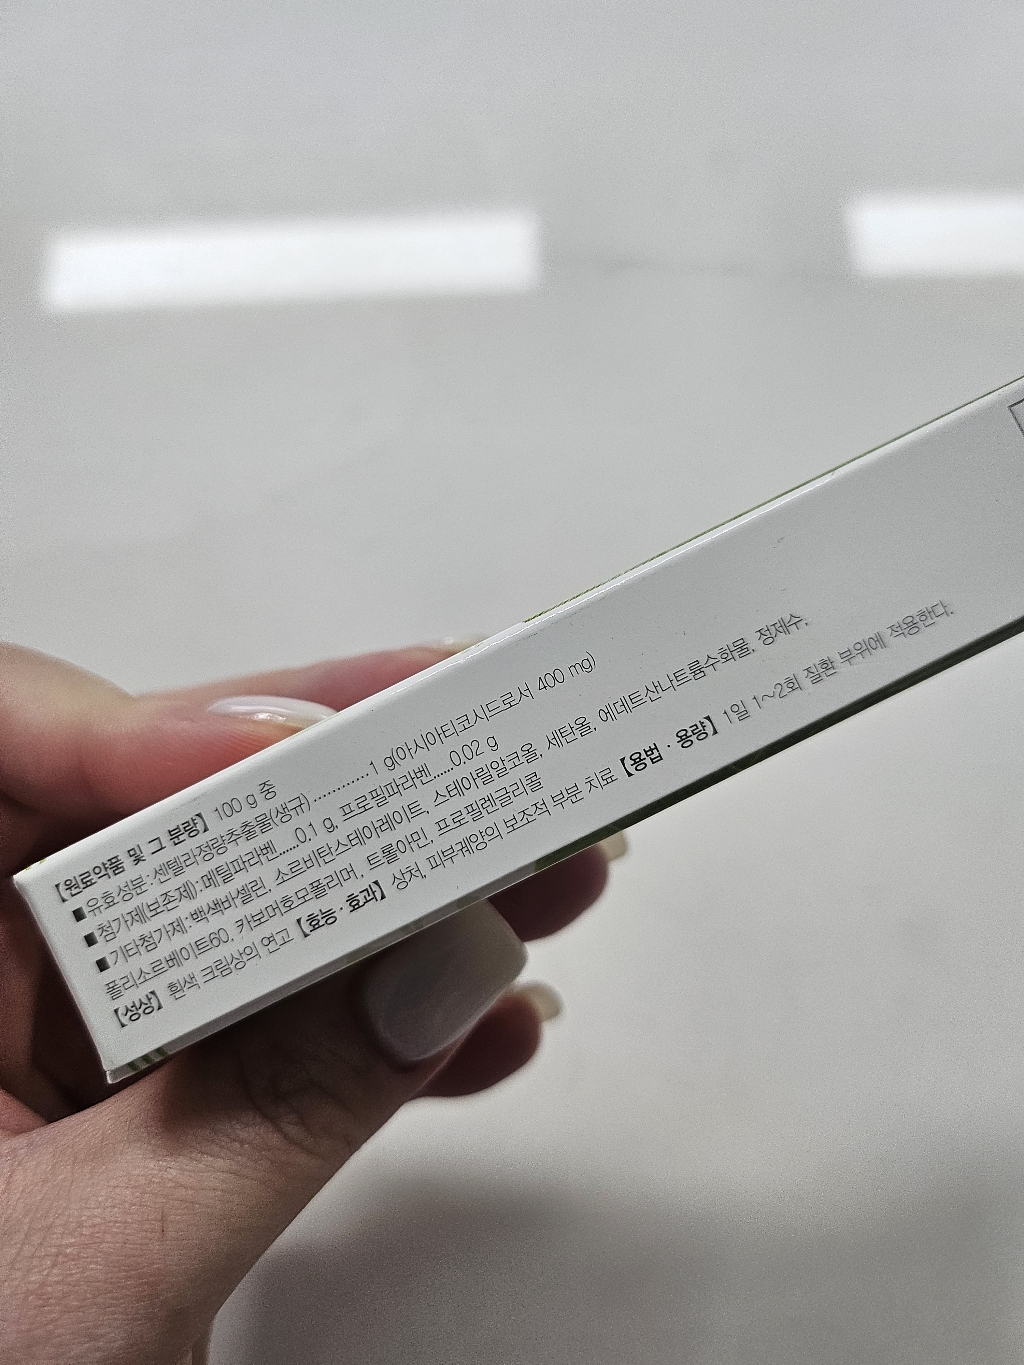 【원료약품 및 그 분량】 100 g 중
■유효성분:센텔라정량추출물(생규)............1 g(아시아티코시드로서 400 mg)
■첨가제(보존제):메틸파라벤......0.1 g, 프로필파라벤......0.02 g
■기타첨가제:백색바셀린, 소르비탄스테아레이트, 스테아릴알코올, 세탄올, 에데트산나트륨수화물, 정제수,
폴리소르베이트60, 카보머호모폴리머, 트롤아민, 프로필렌글리콜
【성상】 흰색 크림상의 연고 【효능·효과】 상처, 피부궤양의 보조적 부분 치료 【용법·용량】 1일 1~2회 질환 부위에 적용한다.